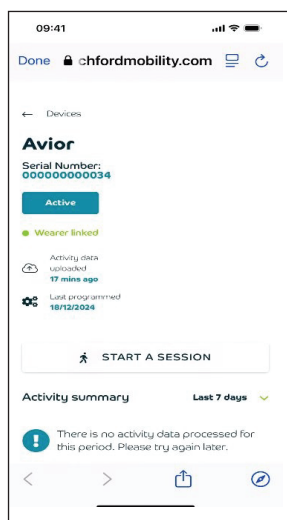 09:41
Done chfordmobility.com
← Devices
Avior
Serial Number:
000000000034
Active
Wearer linked
Activity data
uploaded
17 mins ago
Last programmed
18/12/2024
START A SESSION
Activity summary Last 7 days
There is no activity data processed for
this period. Please try again later.